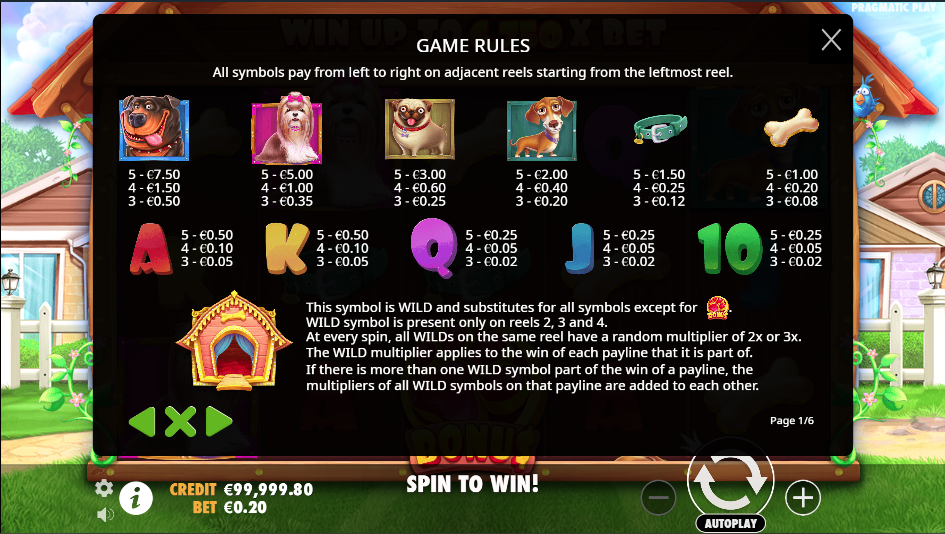 PRAGMATIC PLAY
WIN UP TO X BET
GAME RULES
All symbols pay from left to right on adjacent reels starting from the leftmost reel.
5 - €7.50
4 - €1.50
3 - €0.50
5 - €5.00
4 - €1.00
3 - €0.35
5 - €3.00
4 - €0.60
3 - €0.25
5 - €2.00
4 - €0.40
3 - €0.20
5 - €1.50
4 - €0.25
3 - €0.12
5 - €1.00
4 - €0.20
3 - €0.08
A
5 - €0.50
4 - €0.10
3 - €0.05
K
5 - €0.50
4 - €0.10
3 - €0.05
Q
5 - €0.25
4 - €0.05
3 - €0.02
J
5 - €0.25
4 - €0.05
3 - €0.02
10
5 - €0.25
4 - €0.05
3 - €0.02
This symbol is WILD and substitutes for all symbols except for BONUS.
WILD symbol is present only on reels 2, 3 and 4.
At every spin, all WILDs on the same reel have a random multiplier of 2x or 3x.
The WILD multiplier applies to the win of each payline that it is part of.
If there is more than one WILD symbol part of the win of a payline, the
multipliers of all WILD symbols on that payline are added to each other.
Page 1/6
BONUS
CREDIT €99,999.80
BET €0.20
SPIN TO WIN!
AUTOPLAY